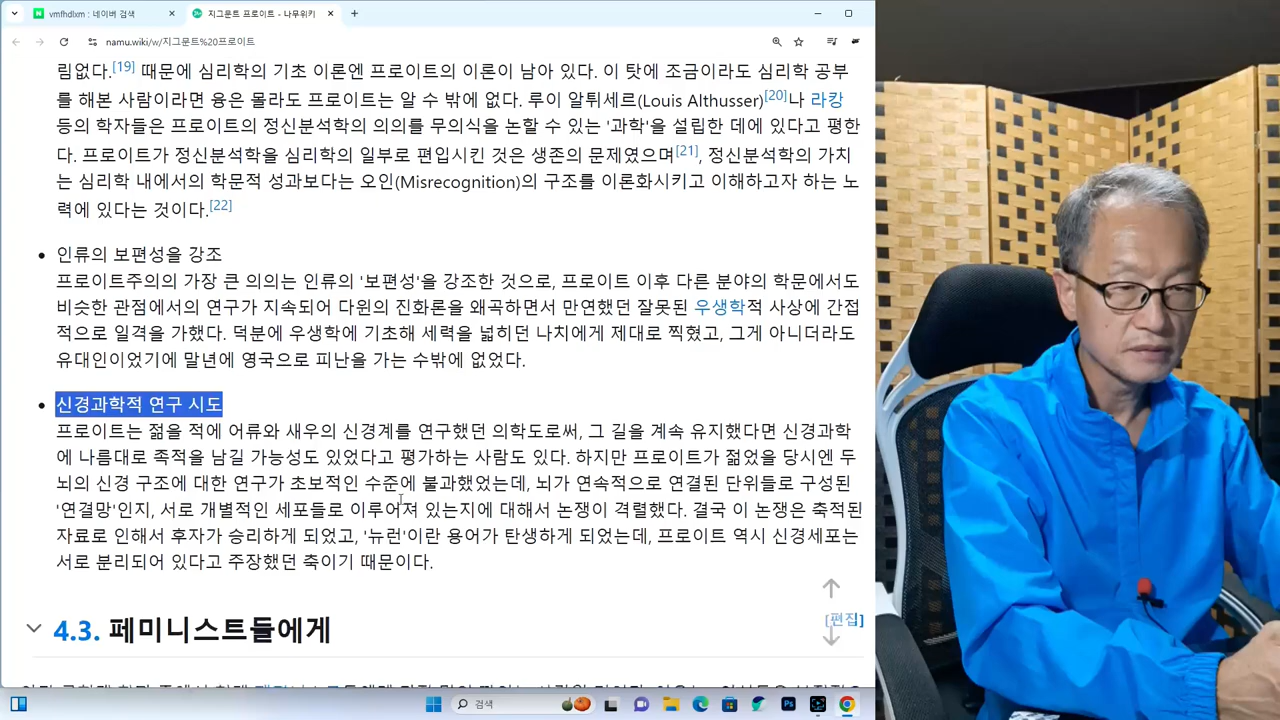 vmfhdlxm : 네이버 검색
지그문트 프로이트 - 나무위키
namu.wiki/w/지그문트%20프로이트
림없다.[19] 때문에 심리학의 기초 이론엔 프로이트의 이론이 남아 있다. 이 탓에 조금이라도 심리학 공부
를 해본 사람이라면 융은 몰라도 프로이트는 알 수 밖에 없다. 루이 알튀세르(Louis Althusser)[20]나 라캉
등의 학자들은 프로이트의 정신분석학의 의의를 무의식을 논할 수 있는 '과학'을 설립한 데에 있다고 평한
다. 프로이트가 정신분석학을 심리학의 일부로 편입시킨 것은 생존의 문제였으며[21], 정신분석학의 가치
는 심리학 내에서의 학문적 성과보다는 오인(Misrecognition)의 구조를 이론화시키고 이해하고자 하는 노
력에 있다는 것이다.[22]
인류의 보편성을 강조
프로이트주의의 가장 큰 의의는 인류의 '보편성'을 강조한 것으로, 프로이트 이후 다른 분야의 학문에서도
비슷한 관점에서의 연구가 지속되어 다윈의 진화론을 왜곡하면서 만연했던 잘못된 우생학적 사상에 간접
적으로 일격을 가했다. 덕분에 우생학에 기초해 세력을 넓히던 나치에게 제대로 찍혔고, 그게 아니더라도
유대인이었기에 말년에 영국으로 피난을 가는 수밖에 없었다.
신경과학적 연구 시도
프로이트는 젊을 적에 어류와 새우의 신경계를 연구했던 의학도로써, 그 길을 계속 유지했다면 신경과학
에 나름대로 족적을 남길 가능성도 있었다고 평가하는 사람도 있다. 하지만 프로이트가 젊었을 당시엔 두
뇌의 신경 구조에 대한 연구가 초보적인 수준에 불과했었는데, 뇌가 연속적으로 연결된 단위들로 구성된
'연결망'인지, 서로 개별적인 세포들로 이루어져 있는지에 대해서 논쟁이 격렬했다. 결국 이 논쟁은 축적된
자료로 인해서 후자가 승리하게 되었고, '뉴런'이란 용어가 탄생하게 되었는데, 프로이트 역시 신경세포는
서로 분리되어 있다고 주장했던 축이기 때문이다.
4.3. 페미니스트들에게
[편집]
검색